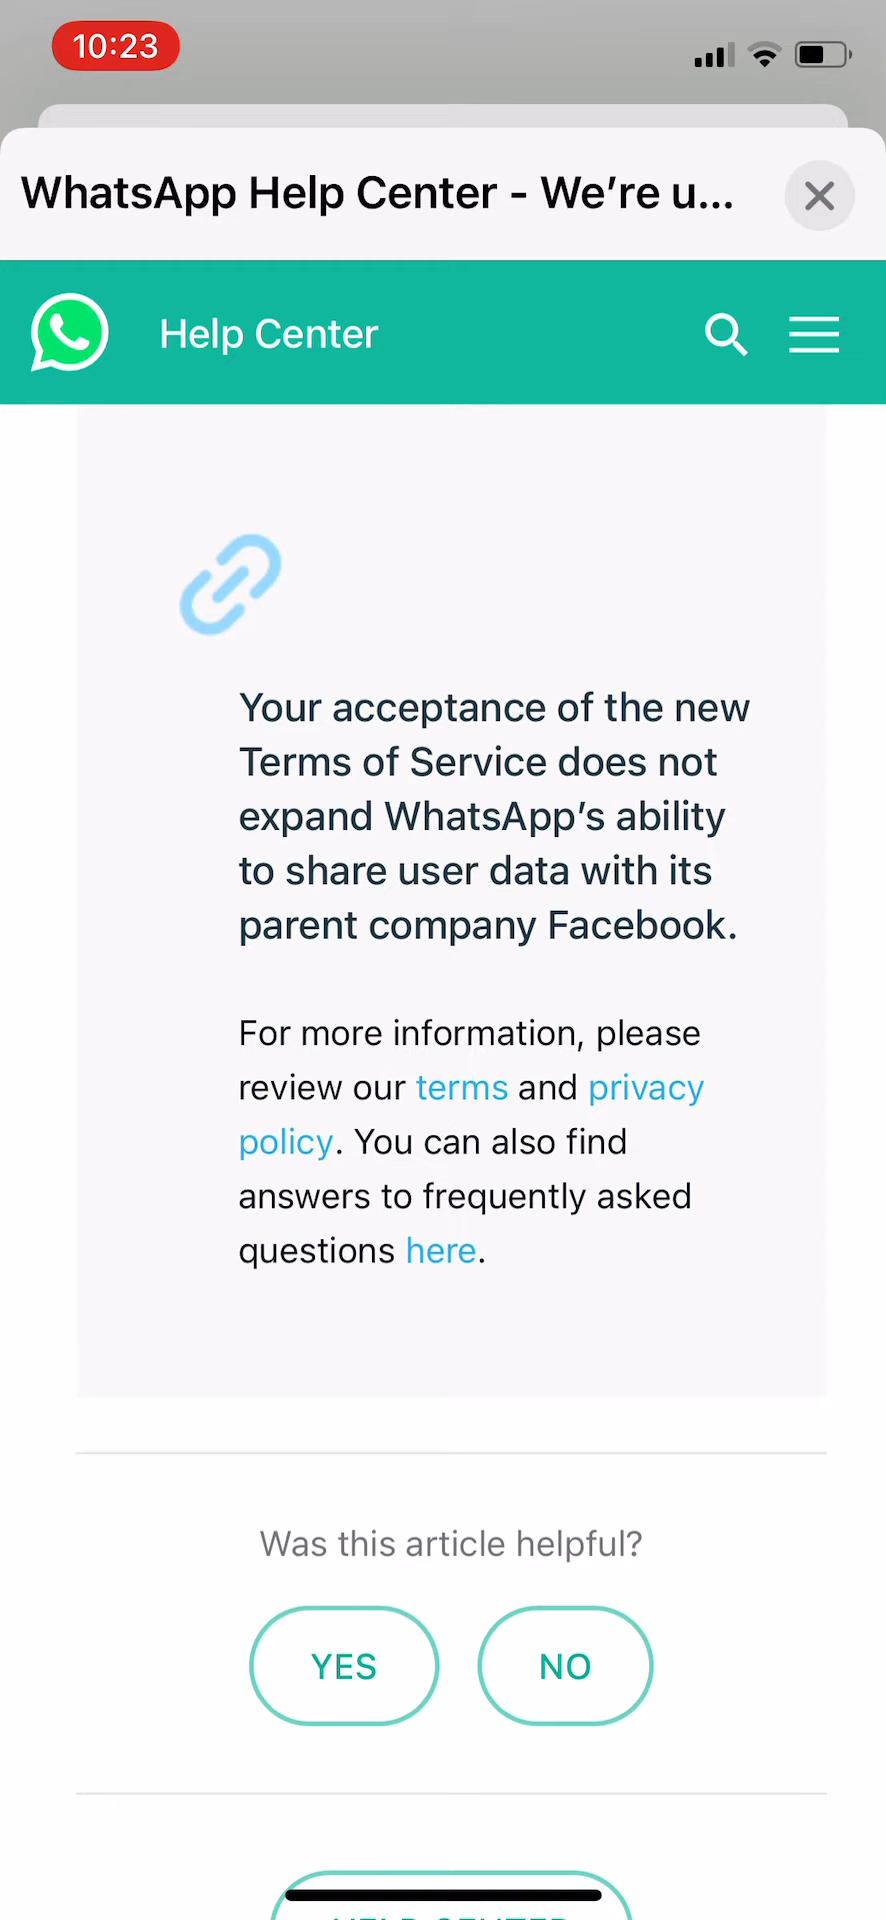 10:23
WhatsApp Help Center - We’re u...
Help Center
Your acceptance of the new
Terms of Service does not
expand WhatsApp’s ability
to share user data with its
parent company Facebook.
For more information, please
review our terms and privacy
policy. You can also find
answers to frequently asked
questions here.
Was this article helpful?
YES
NO
HELP CENTER